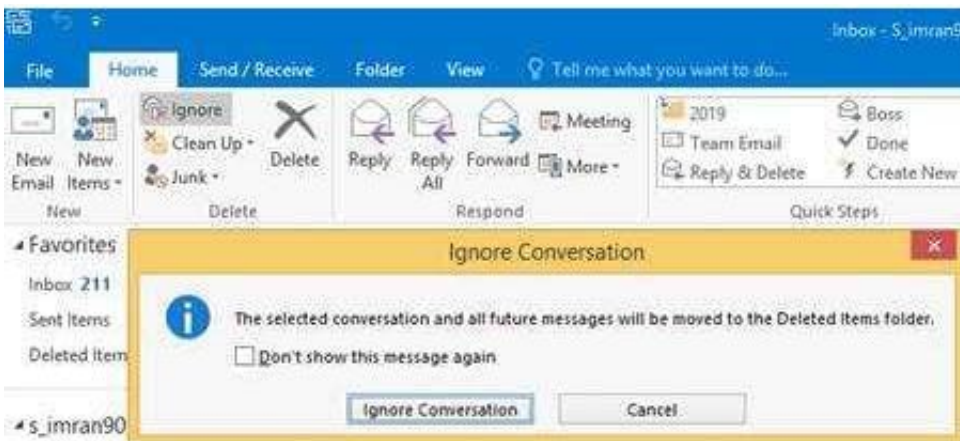 Inbox - S_imran9
File Home Send / Receive Folder View Tell me what you want to do...
New Email
New Items
Ignore
Clean Up
Junk
Delete
Reply
Reply All
Forward
Meeting
More
2019
Team Email
Reply & Delete
Boss
Done
Create New
New Delete Respond Quick Steps
Favorites
Inbox 211
Sent Items
Deleted Item
s_imran90
Ignore Conversation
The selected conversation and all future messages will be moved to the Deleted Items folder.
Don't show this message again
Ignore Conversation Cancel